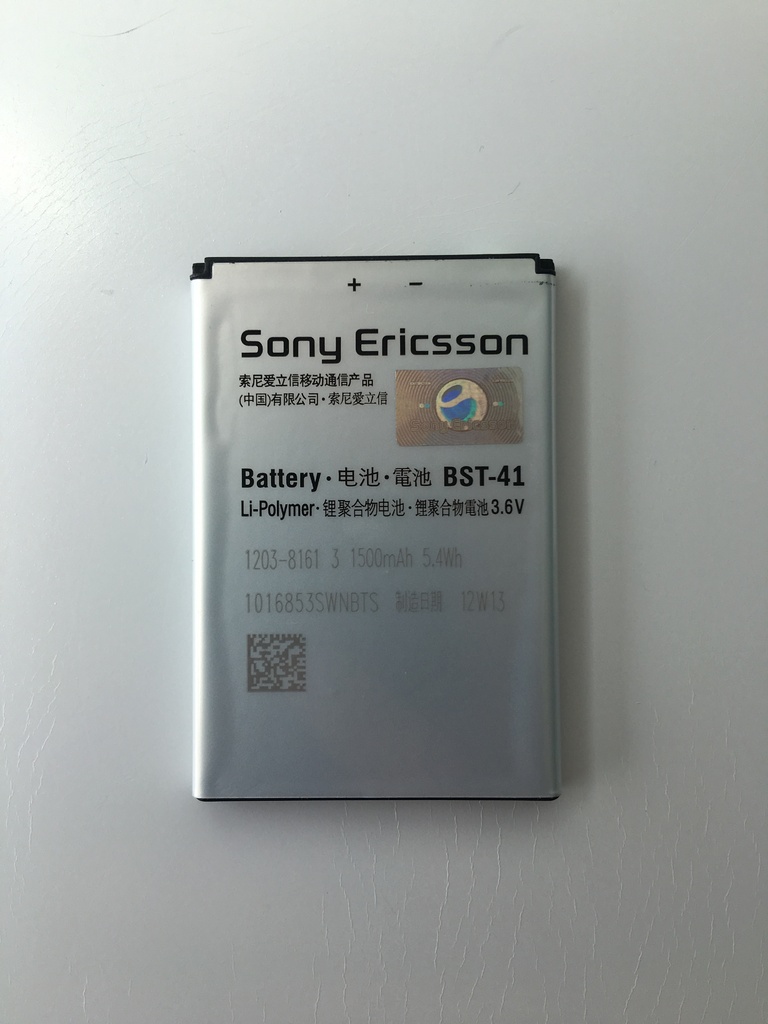 + −
Sony Ericsson
索尼爱立信移动通信产品
(中国)有限公司·索尼愛立信
Battery·电池·電池 BST-41
Li-Polymer·锂聚合物电池·鋰聚合物電池 3.6V
1203-8161 3 1500mAh 5.4Wh
1016853SWNBTS 制造日期 12W13